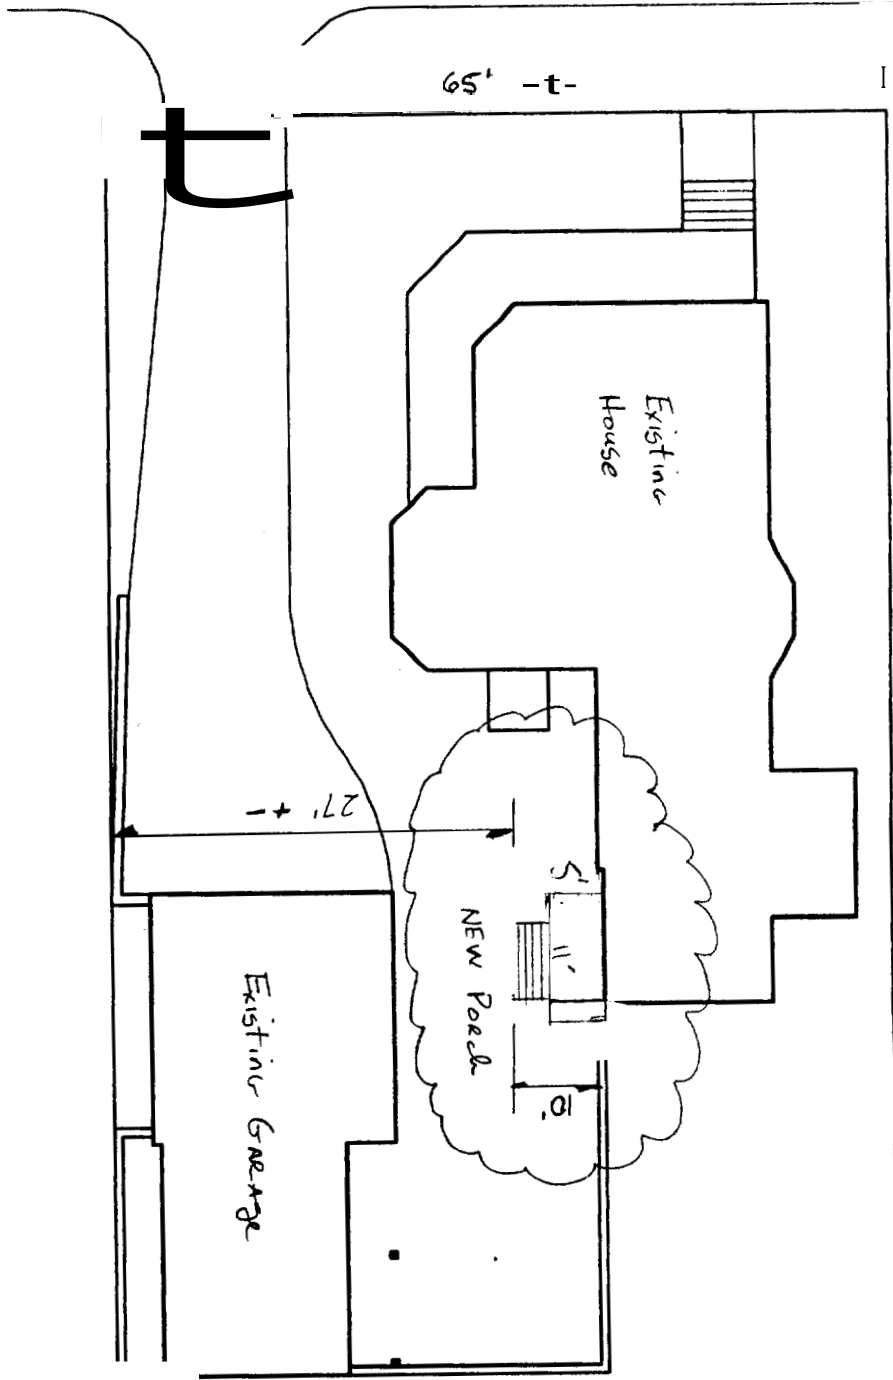 65' -t-
Existing
House
27' +-
5'
11'
NEW Porch
10'
Existing Garage